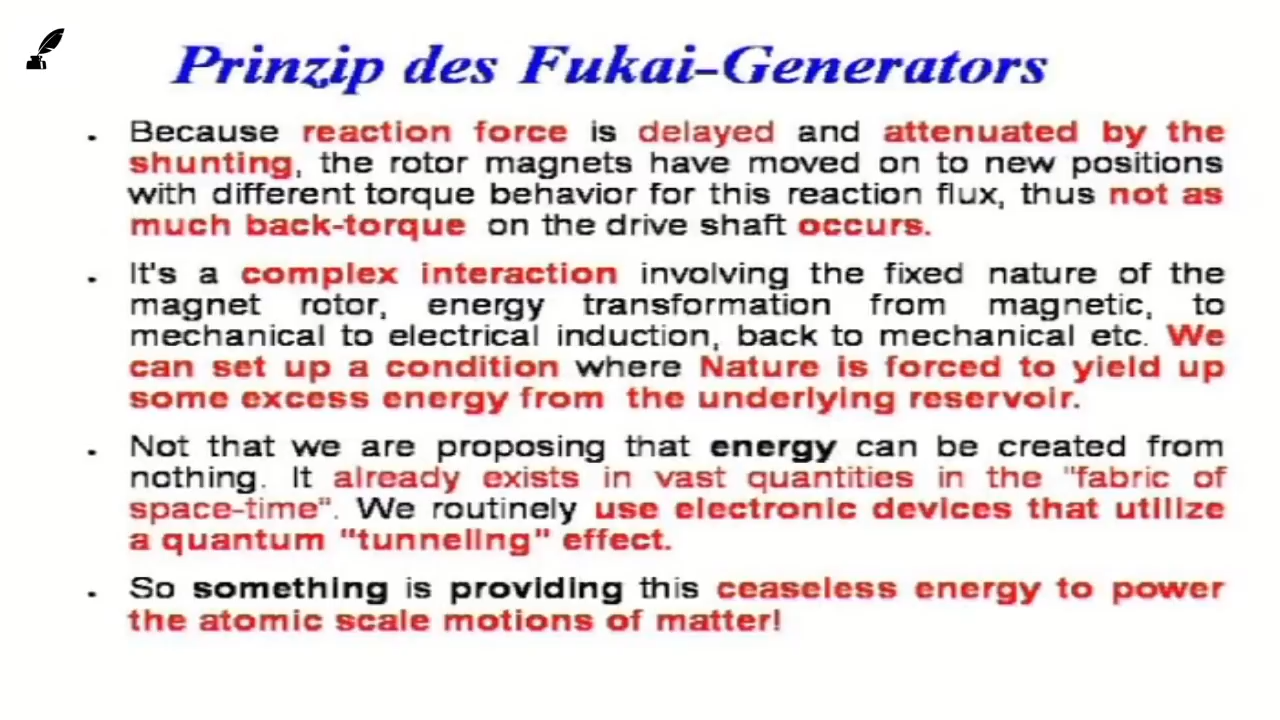 Prinzip des Fukai-Generators
. Because reaction force is delayed and attenuated by the
shunting, the rotor magnets have moved on to new positions
with different torque behavior for this reaction flux, thus not as
much back-torque on the drive shaft occurs.
. It's a complex interaction involving the fixed nature of the
magnet rotor, energy transformation from magnetic, to
mechanical to electrical induction, back to mechanical etc. We
can set up a condition where Nature is forced to yield up
some excess energy from the underlying reservoir.
. Not that we are proposing that energy can be created from
nothing. It already exists in vast quantities in the "fabric of
space-time". We routinely use electronic devices that utilize
a quantum "tunneling" effect.
. So something is providing this ceaseless energy to power
the atomic scale motions of matter!